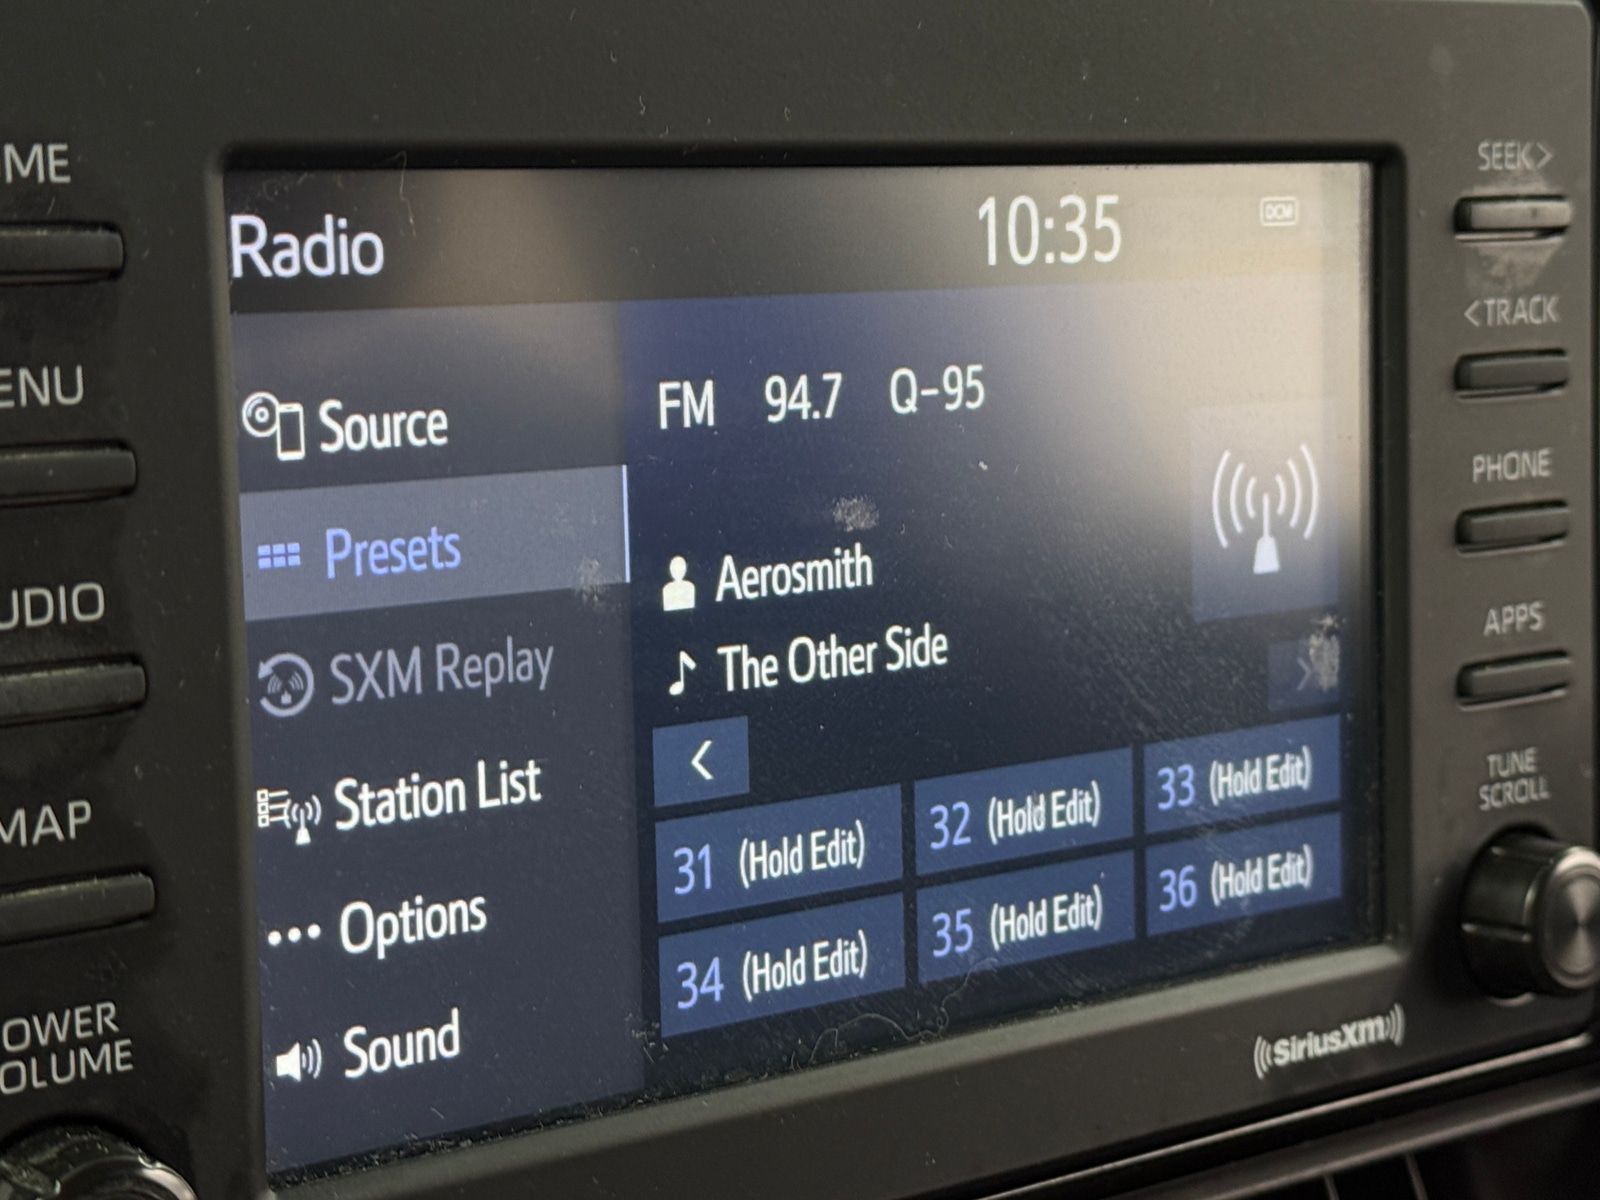 Radio
10:35
DCM
Source
Presets
SXM Replay
Station List
Options
Sound
FM 94.7 Q-95
Aerosmith
The Other Side
<
>
31 (Hold Edit)
32 (Hold Edit)
33 (Hold Edit)
34 (Hold Edit)
35 (Hold Edit)
36 (Hold Edit)
ME
ENU
UDIO
MAP
OWER
OLUME
SEEK>
<TRACK
PHONE
APPS
TUNE
SCROLL
((SiriusXM))